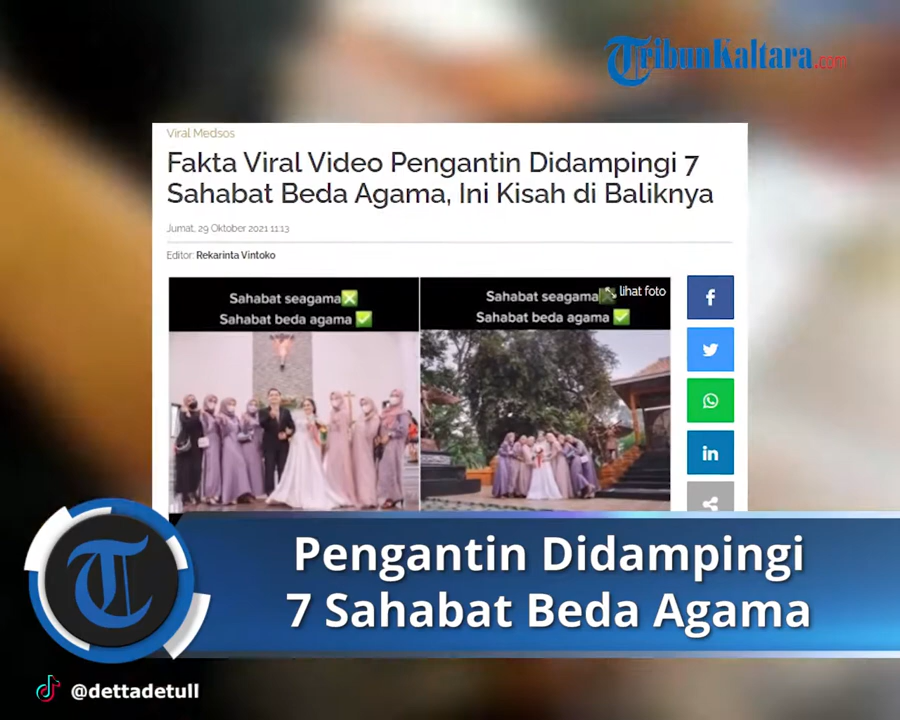 TribunKaltara.com
Viral Medsos
Fakta Viral Video Pengantin Didampingi 7
Sahabat Beda Agama, Ini Kisah di Baliknya
Jumat, 29 Oktober 2021 11:13
Editor: Rekarinta Vintoko
Sahabat seagama❎
Sahabat beda agama ✅
Sahabat seagama
lihat foto
Sahabat beda agama ✅
f
in
Pengantin Didampingi
7 Sahabat Beda Agama
T
@dettadetull